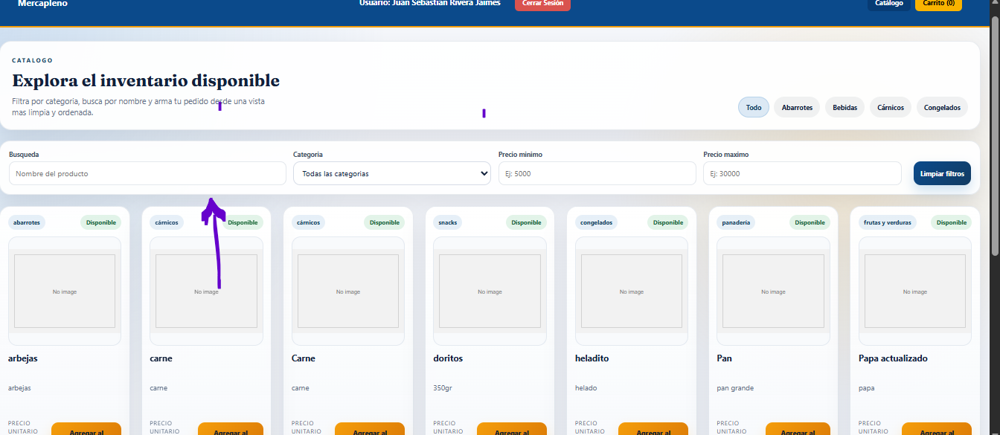 Mercapleno
Usuario: Juan Sebastian Rivera Jaimes
Cerrar Sesión
Catálogo
Carrito (0)
CATALOGO
Explora el inventario disponible
Filtra por categoria, busca por nombre y arma tu pedido desde una vista
mas limpia y ordenada.
Todo
Abarrotes
Bebidas
Cárnicos
Congelados
Busqueda
Categoria
Precio minimo
Precio maximo
Nombre del producto
Todas las categorias
Ej: 5000
Ej: 30000
Limpiar filtros
abarrotes
Disponible
cárnicos
Disponible
cárnicos
Disponible
snacks
Disponible
congelados
Disponible
panaderia
Disponible
frutas y verduras
Disponible
No image
No image
No image
No image
No image
No image
No image
arbejas
carne
Carne
doritos
heladito
Pan
Papa actualizado
arbejas
carne
carne
350gr
helado
pan grande
papa
PRECIO
UNITARIO
Agregar al
PRECIO
UNITARIO
Agregar al
PRECIO
UNITARIO
Agregar al
PRECIO
UNITARIO
Agregar al
PRECIO
UNITARIO
Agregar al
PRECIO
UNITARIO
Agregar al
PRECIO
UNITARIO
Agregar al